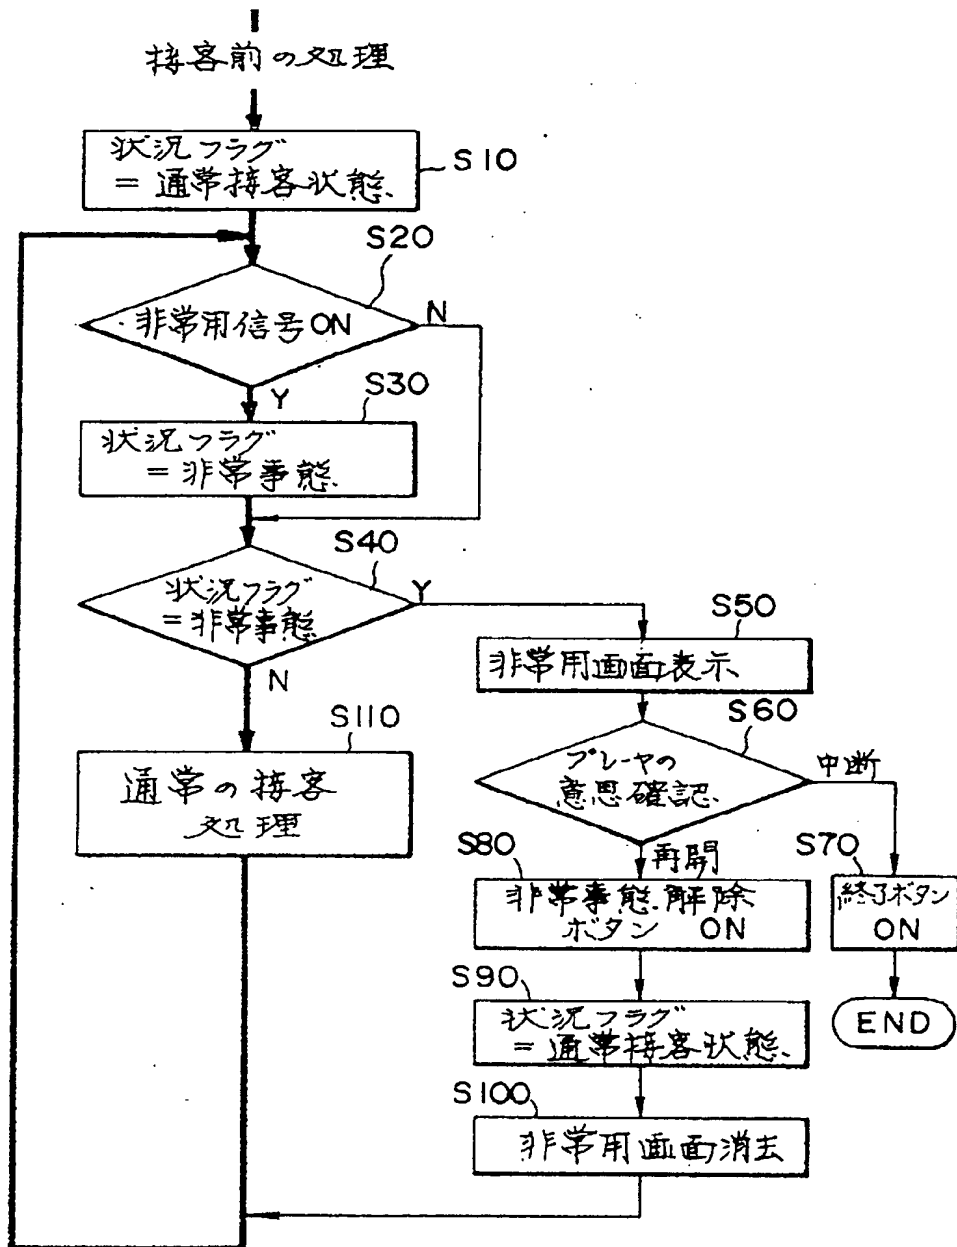 接客前の処理
状況フラグ
= 通常接客状態
S10
S20
非常用信号ON
N
Y
S30
状況フラグ
= 非常事態
S40
状況フラグ
= 非常事態
Y
N
S50
非常用画面表示
S60
プレーヤの
意思確認
中断
S110
通常の接客
処理
S80
再開
S70
非常事態解除
ボタン ON
終了ボタン
ON
S90
状況フラグ
= 通常接客状態
END
S100
非常用画面消去